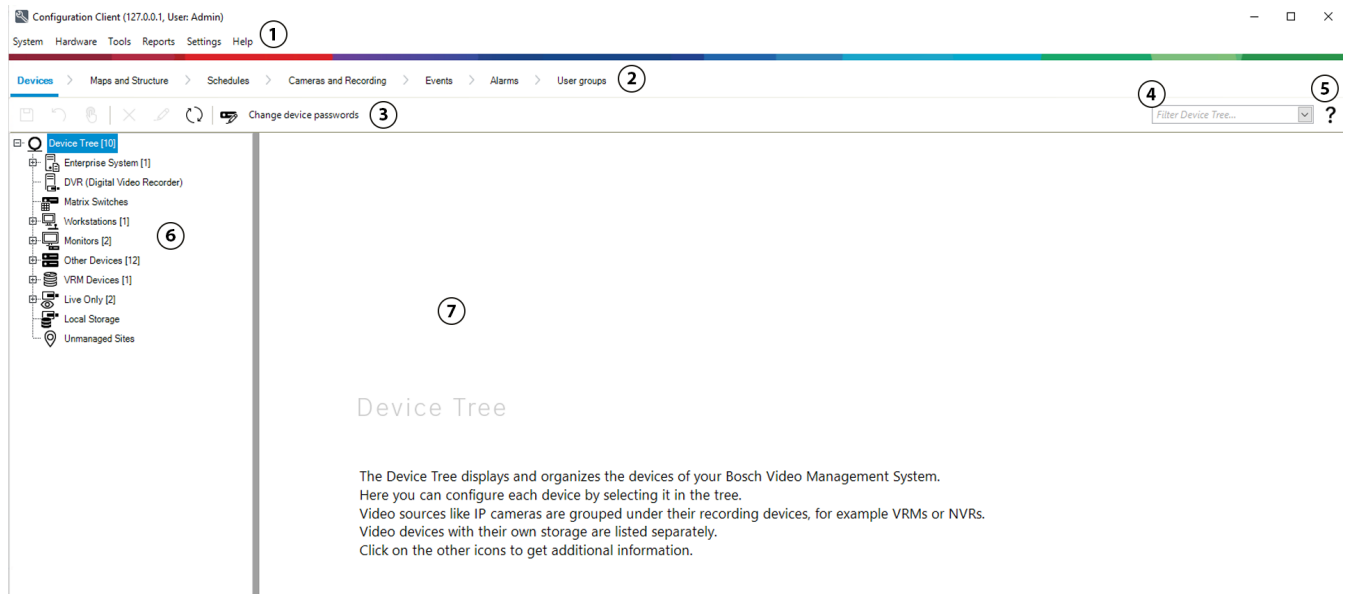 Configuration Client (127.0.0.1, User: Admin)
System Hardware Tools Reports Settings Help 1
Devices > Maps and Structure > Schedules > Cameras and Recording > Events > Alarms > User groups 2
Change device passwords 3
4
Filter Device Tree...
5
?
Device Tree [10]
Enterprise System [1]
DVR (Digital Video Recorder)
Matrix Switches
Workstations [1]
Monitors [2]
Other Devices [12]
VRM Devices [1]
Live Only [2]
Local Storage
Unmanaged Sites
6
7
Device Tree
The Device Tree displays and organizes the devices of your Bosch Video Management System.
Here you can configure each device by selecting it in the tree.
Video sources like IP cameras are grouped under their recording devices, for example VRMs or NVRs.
Video devices with their own storage are listed separately.
Click on the other icons to get additional information.